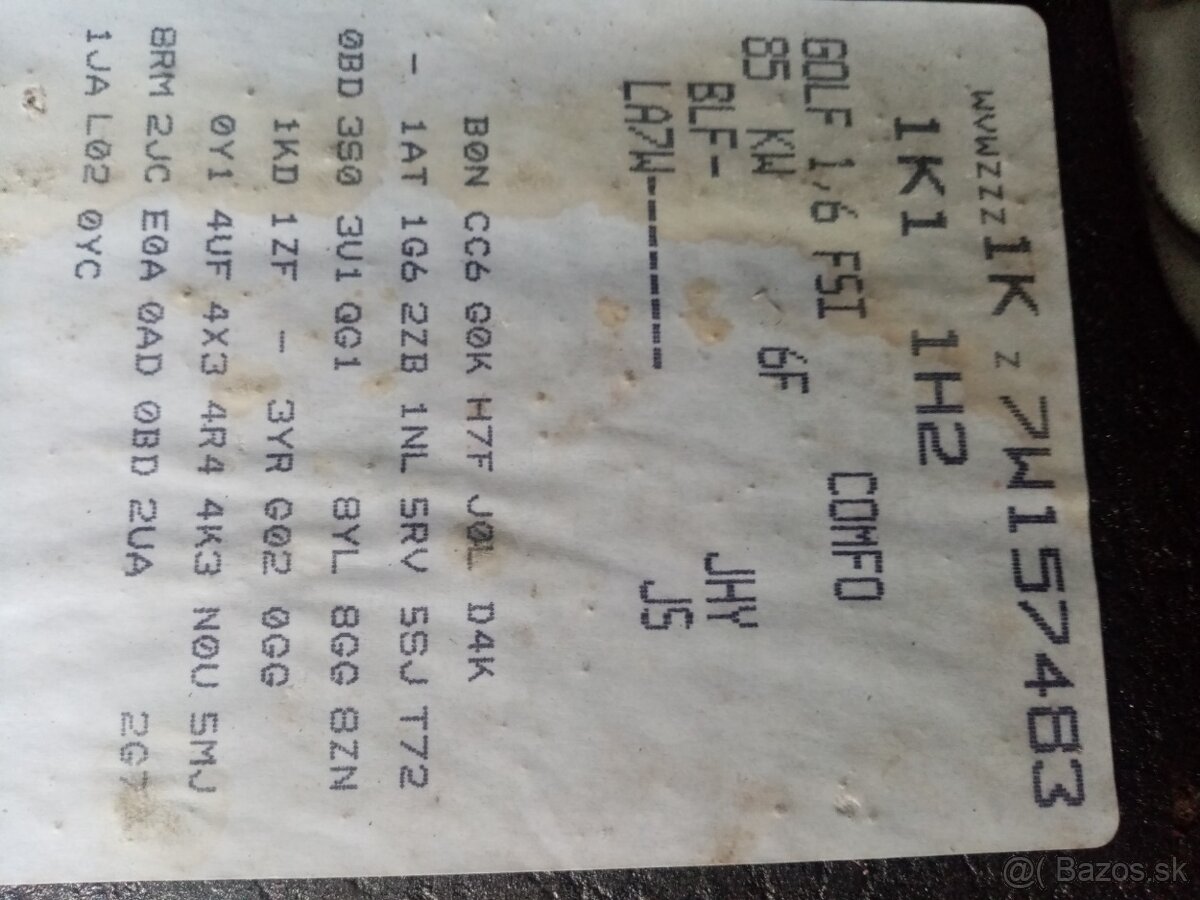 WVWZZZ1K Z 7W157483
1K1 1H2
GOLF 1,6 FSI COMFO
85 KW 6F
BLF- JHY
LA7W-------- JS
B0N CC6 G0K H7F J0L D4K
- 1AT 1G6 2ZB 1NL 5RV 5SJ T72
0BD 3S0 3U1 QG1 8YL 8GG 8ZN
1KD 1ZF - 3YR G02 0GG
0Y1 4UF 4X3 4R4 4K3 N0U 5MJ
8RM 2JC E0A 0AD 0BD 2UA
1JA L02 0YC
@( Bazos.sk